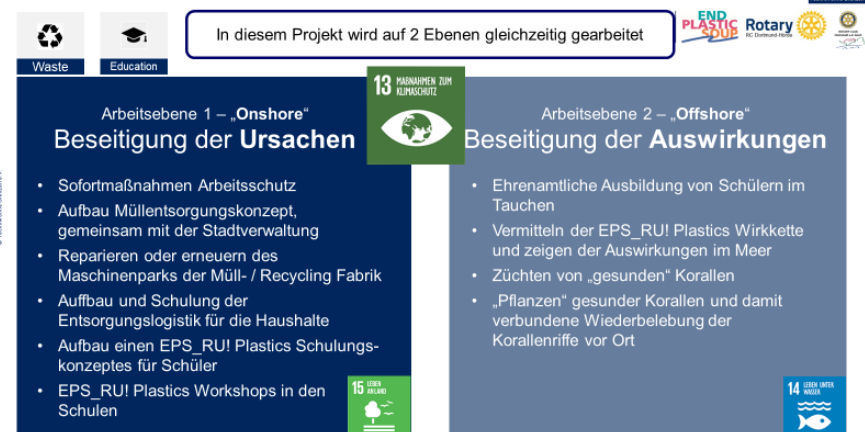 In diesem Projekt wird auf 2 Ebenen gleichzeitig gearbeitet
END
PLASTIC
SOUP
Rotary
RC Dortmund-Hörde
Waste
Education
13 MAẞNAHMEN ZUM
KLIMASCHUTZ
Arbeitsebene 1 – „Onshore“
Beseitigung der Ursachen
• Sofortmaßnahmen Arbeitsschutz
• Aufbau Müllentsorgungskonzept,
gemeinsam mit der Stadtverwaltung
• Reparieren oder erneuern des
Maschinenparks der Müll- / Recycling Fabrik
• Auffbau und Schulung der
Entsorgungslogistik für die Haushalte
• Aufbau einen EPS_RU! Plastics Schulungs-
konzeptes für Schüler
• EPS_RU! Plastics Workshops in den
Schulen
15 LEBEN
AN LAND
Arbeitsebene 2 – „Offshore“
Beseitigung der Auswirkungen
• Ehrenamtliche Ausbildung von Schülern im
Tauchen
• Vermitteln der EPS_RU! Plastics Wirkkette
und zeigen der Auswirkungen im Meer
• Züchten von „gesunden“ Korallen
• „Pflanzen“ gesunder Korallen und damit
verbundene Wiederbelebung der
Korallenriffe vor Ort
14 LEBEN UNTER
WASSER